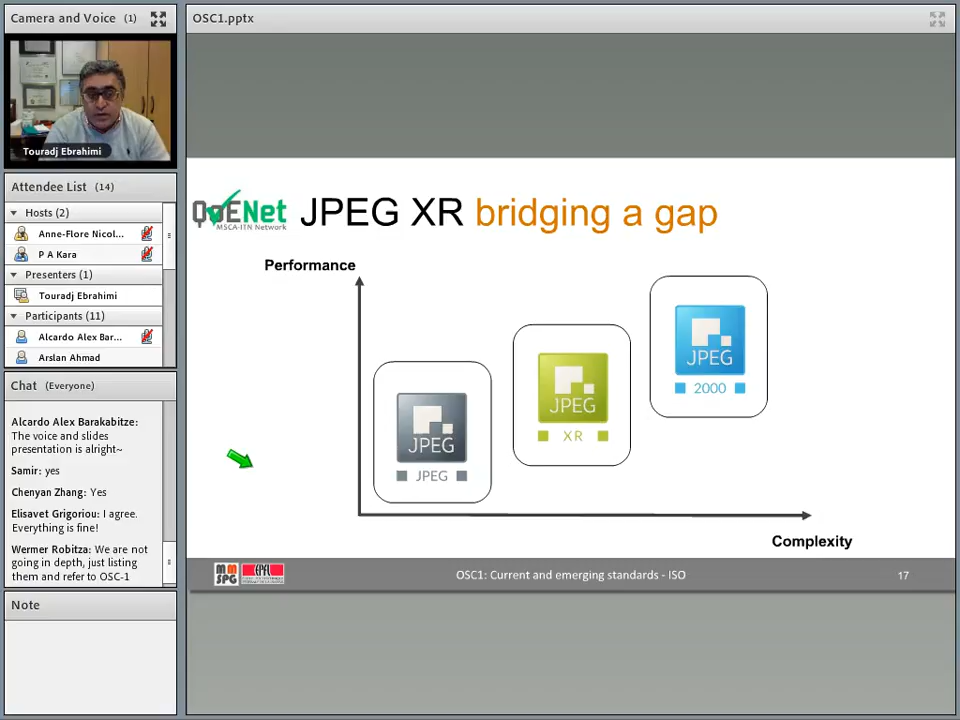 Camera and Voice (1)
OSC1.pptx
Touradj Ebrahimi
Attendee List (14)
Hosts (2)
Anne-Flore Nicol...
P A Kara
Presenters (1)
Touradj Ebrahimi
Participants (11)
Alcardo Alex Bar...
Arslan Ahmad
Chat (Everyone)
Alcardo Alex Barakabitze:
The voice and slides
presentation is alright~
Samir: yes
Chenyan Zhang: Yes
Elisavet Grigoriou: I agree.
Everything is fine!
Wermer Robitza: We are not
going in depth, just listing
them and refer to OSC-1
Note
QoENet
MSCA-ITN Network
JPEG XR bridging a gap
Performance
JPEG
2000
JPEG
XR
JPEG
JPEG
Complexity
MMSPG
EPFL
OSC1: Current and emerging standards - ISO
17